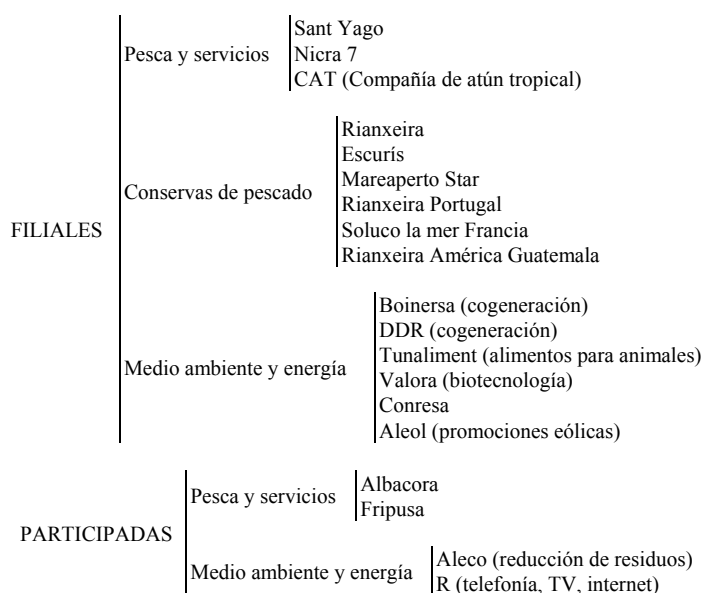 FILIALES
Pesca y servicios
Sant Yago
Nicra 7
CAT (Compañía de atún tropical)
Conservas de pescado
Rianxeira
Escurís
Mareaperto Star
Rianxeira Portugal
Soluco la mer Francia
Rianxeira América Guatemala
Medio ambiente y energía
Boinersa (cogeneración)
DDR (cogeneración)
Tunaliment (alimentos para animales)
Valora (biotecnología)
Conresa
Aleol (promociones eólicas)
PARTICIPADAS
Pesca y servicios
Albacora
Fripusa
Medio ambiente y energía
Aleco (reducción de residuos)
R (telefonía, TV, internet)